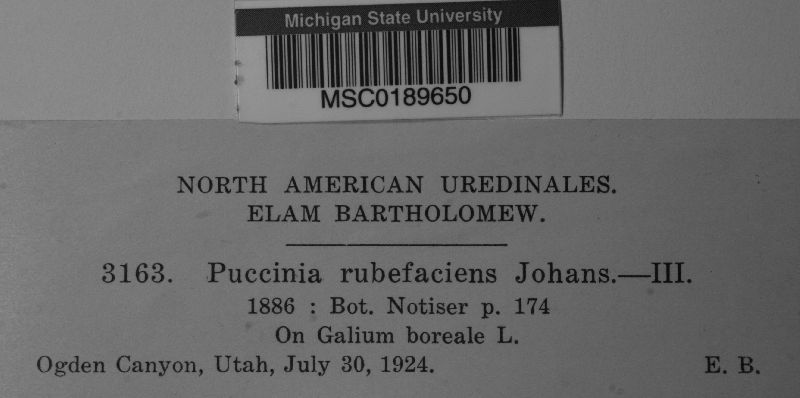 Michigan State University
MSC0189650
NORTH AMERICAN UREDINALES.
ELAM BARTHOLOMEW.
3163. Puccinia rubefaciens Johans.—III.
1886 : Bot. Notiser p. 174
On Galium boreale L.
Ogden Canyon, Utah, July 30, 1924. E. B.